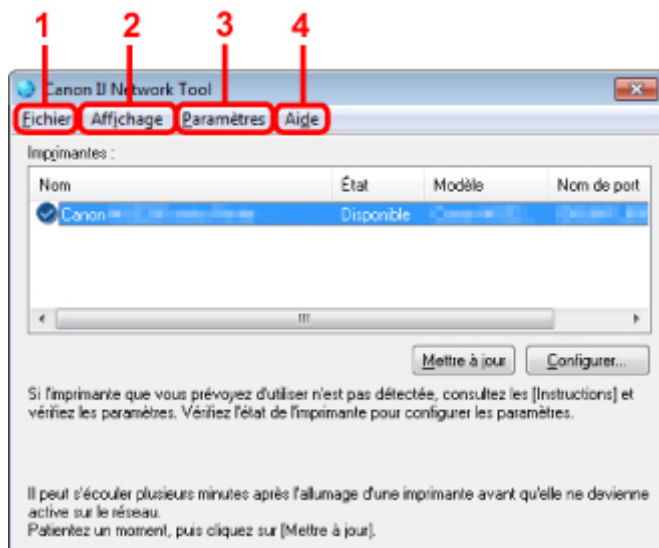 1 2 3 4
Canon IJ Network Tool
Fichier Affichage Paramètres Aide
Imprimantes :
Nom État Modèle Nom de port
Canon Disponible
Mettre à jour Configurer...
Si l'imprimante que vous prévoyez d'utiliser n'est pas détectée, consultez les [Instructions] et
vérifiez les paramètres. Vérifiez l'état de l'imprimante pour configurer les paramètres.
Il peut s'écouler plusieurs minutes après l'allumage d'une imprimante avant qu'elle ne devienne
active sur le réseau.
Patientez un moment, puis cliquez sur [Mettre à jour].